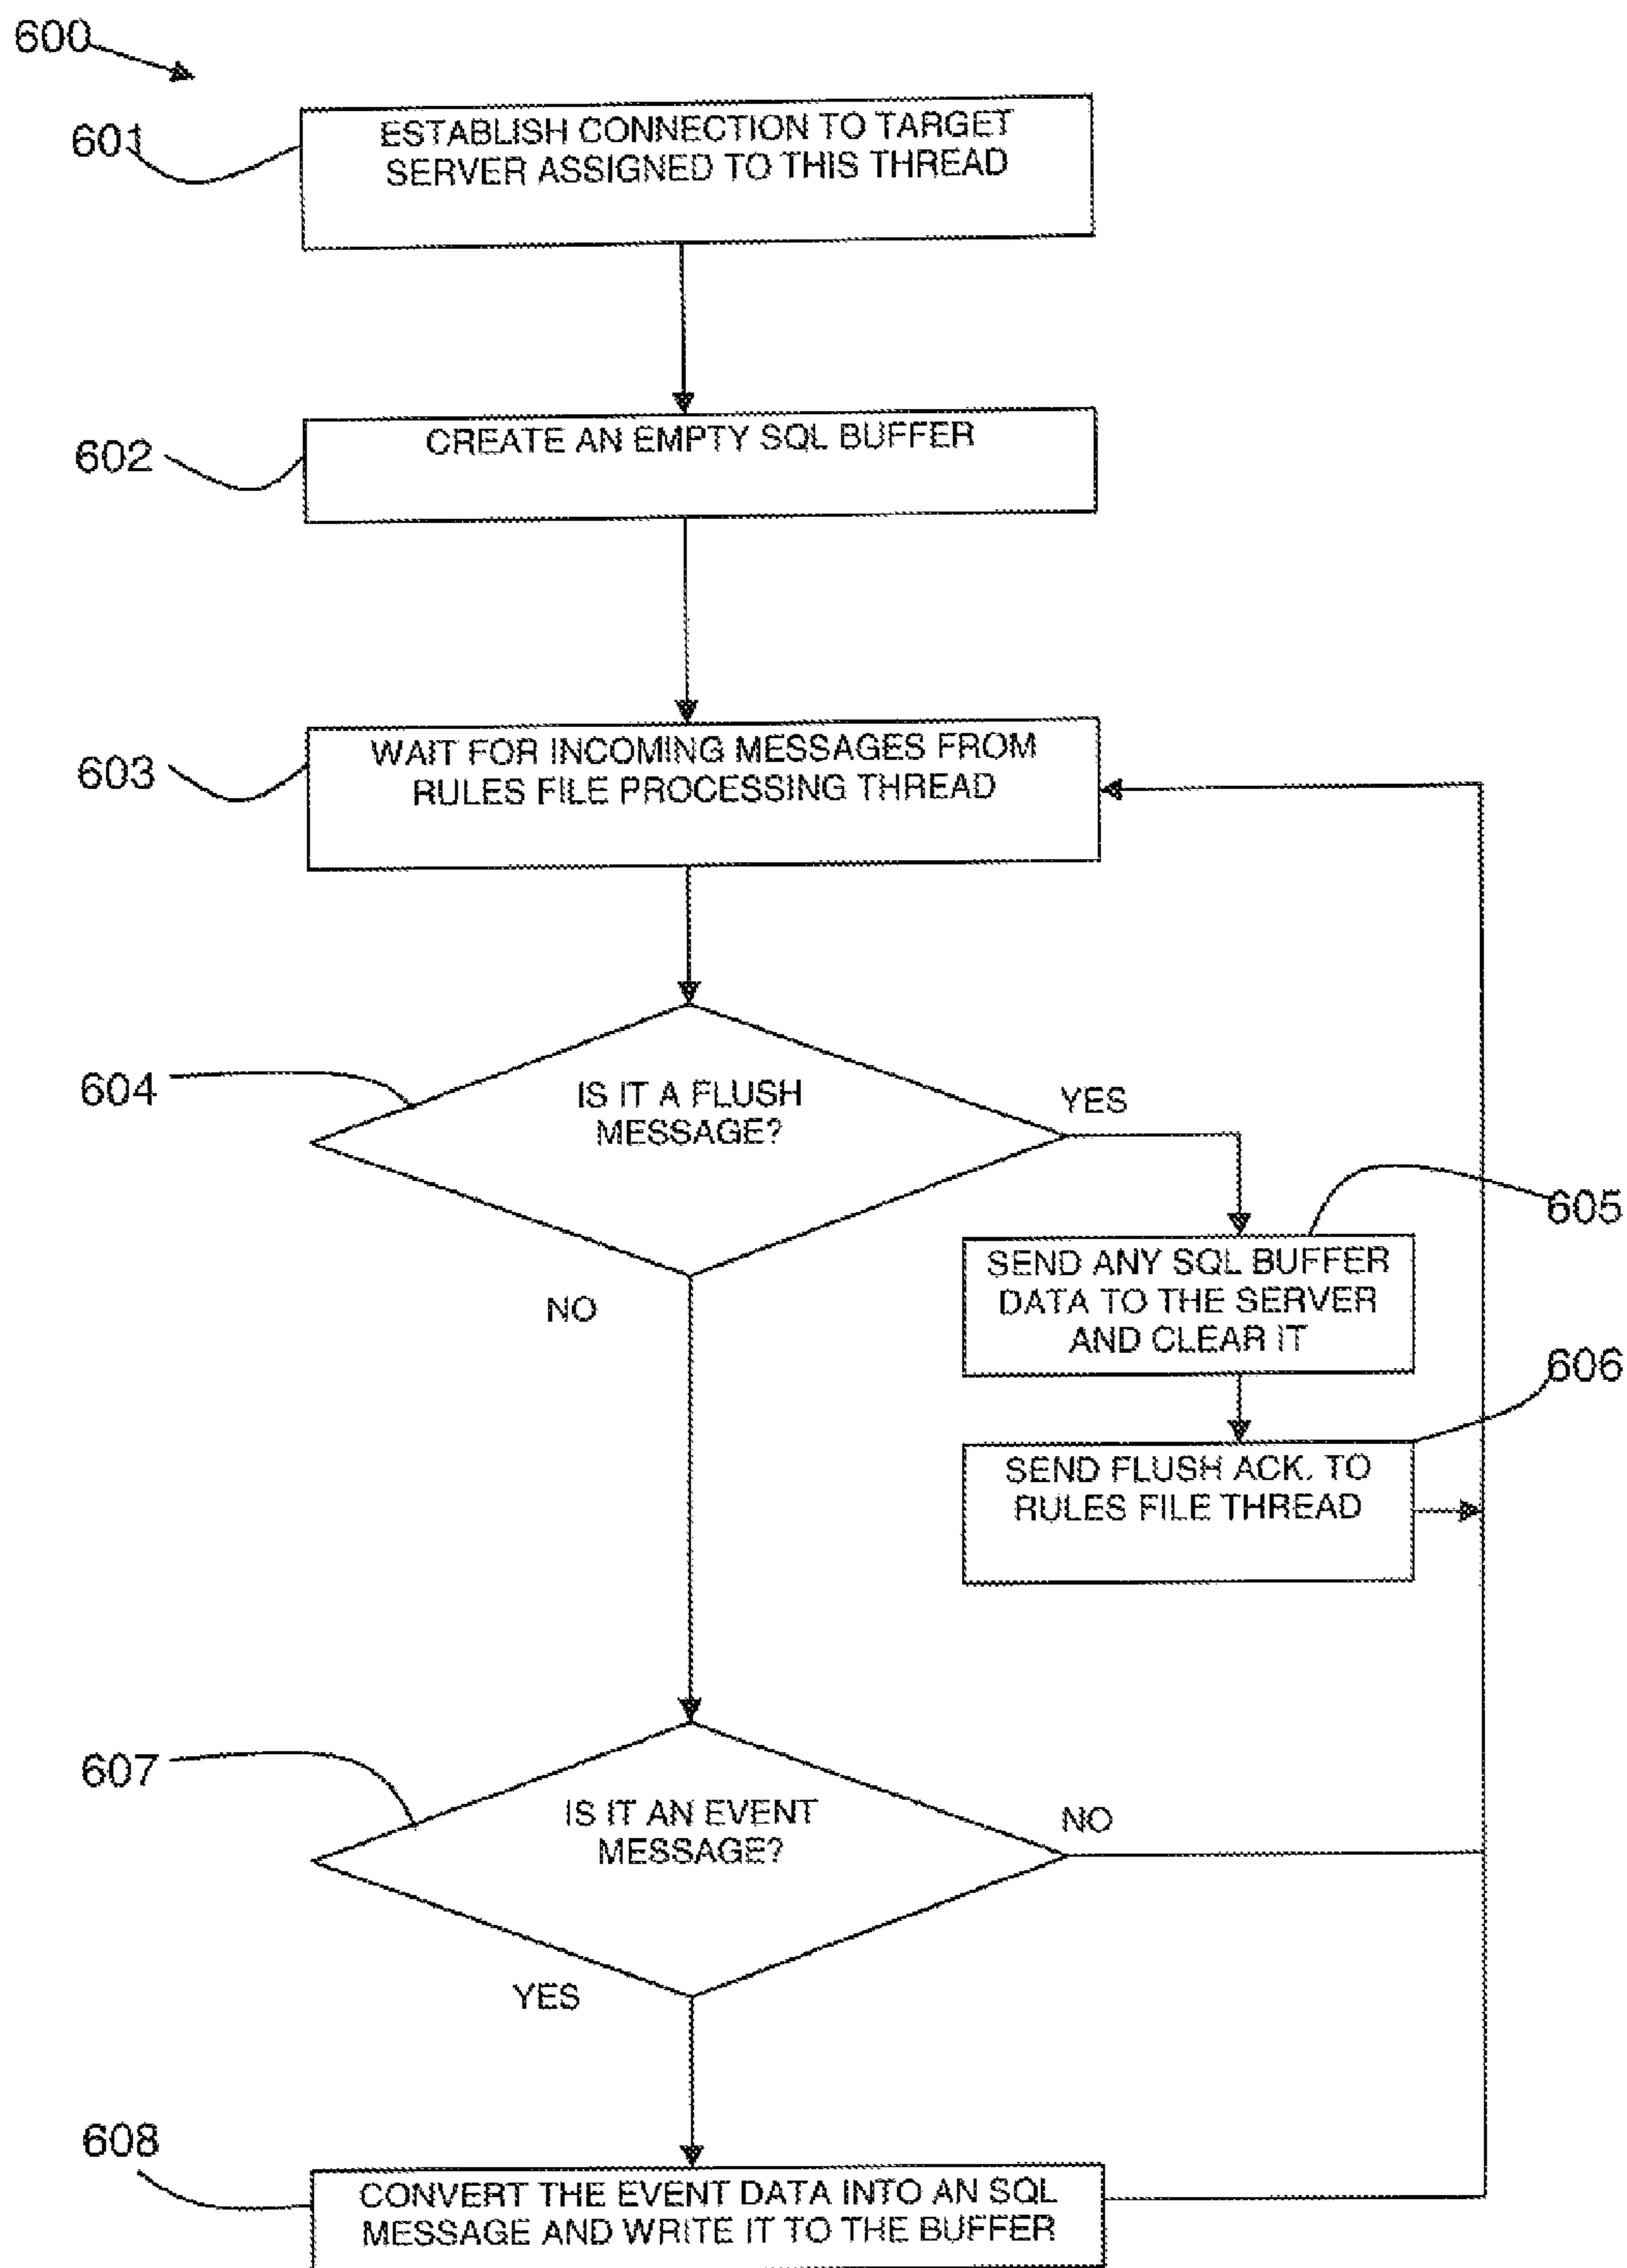 600
601
ESTABLISH CONNECTION TO TARGET
SERVER ASSIGNED TO THIS THREAD
602
CREATE AN EMPTY SQL BUFFER
603
WAIT FOR INCOMING MESSAGES FROM
RULES FILE PROCESSING THREAD
604
IS IT A FLUSH
MESSAGE?
YES
NO
605
SEND ANY SQL BUFFER
DATA TO THE SERVER
AND CLEAR IT
606
SEND FLUSH ACK. TO
RULES FILE THREAD
607
IS IT AN EVENT
MESSAGE?
NO
YES
608
CONVERT THE EVENT DATA INTO AN SQL
MESSAGE AND WRITE IT TO THE BUFFER